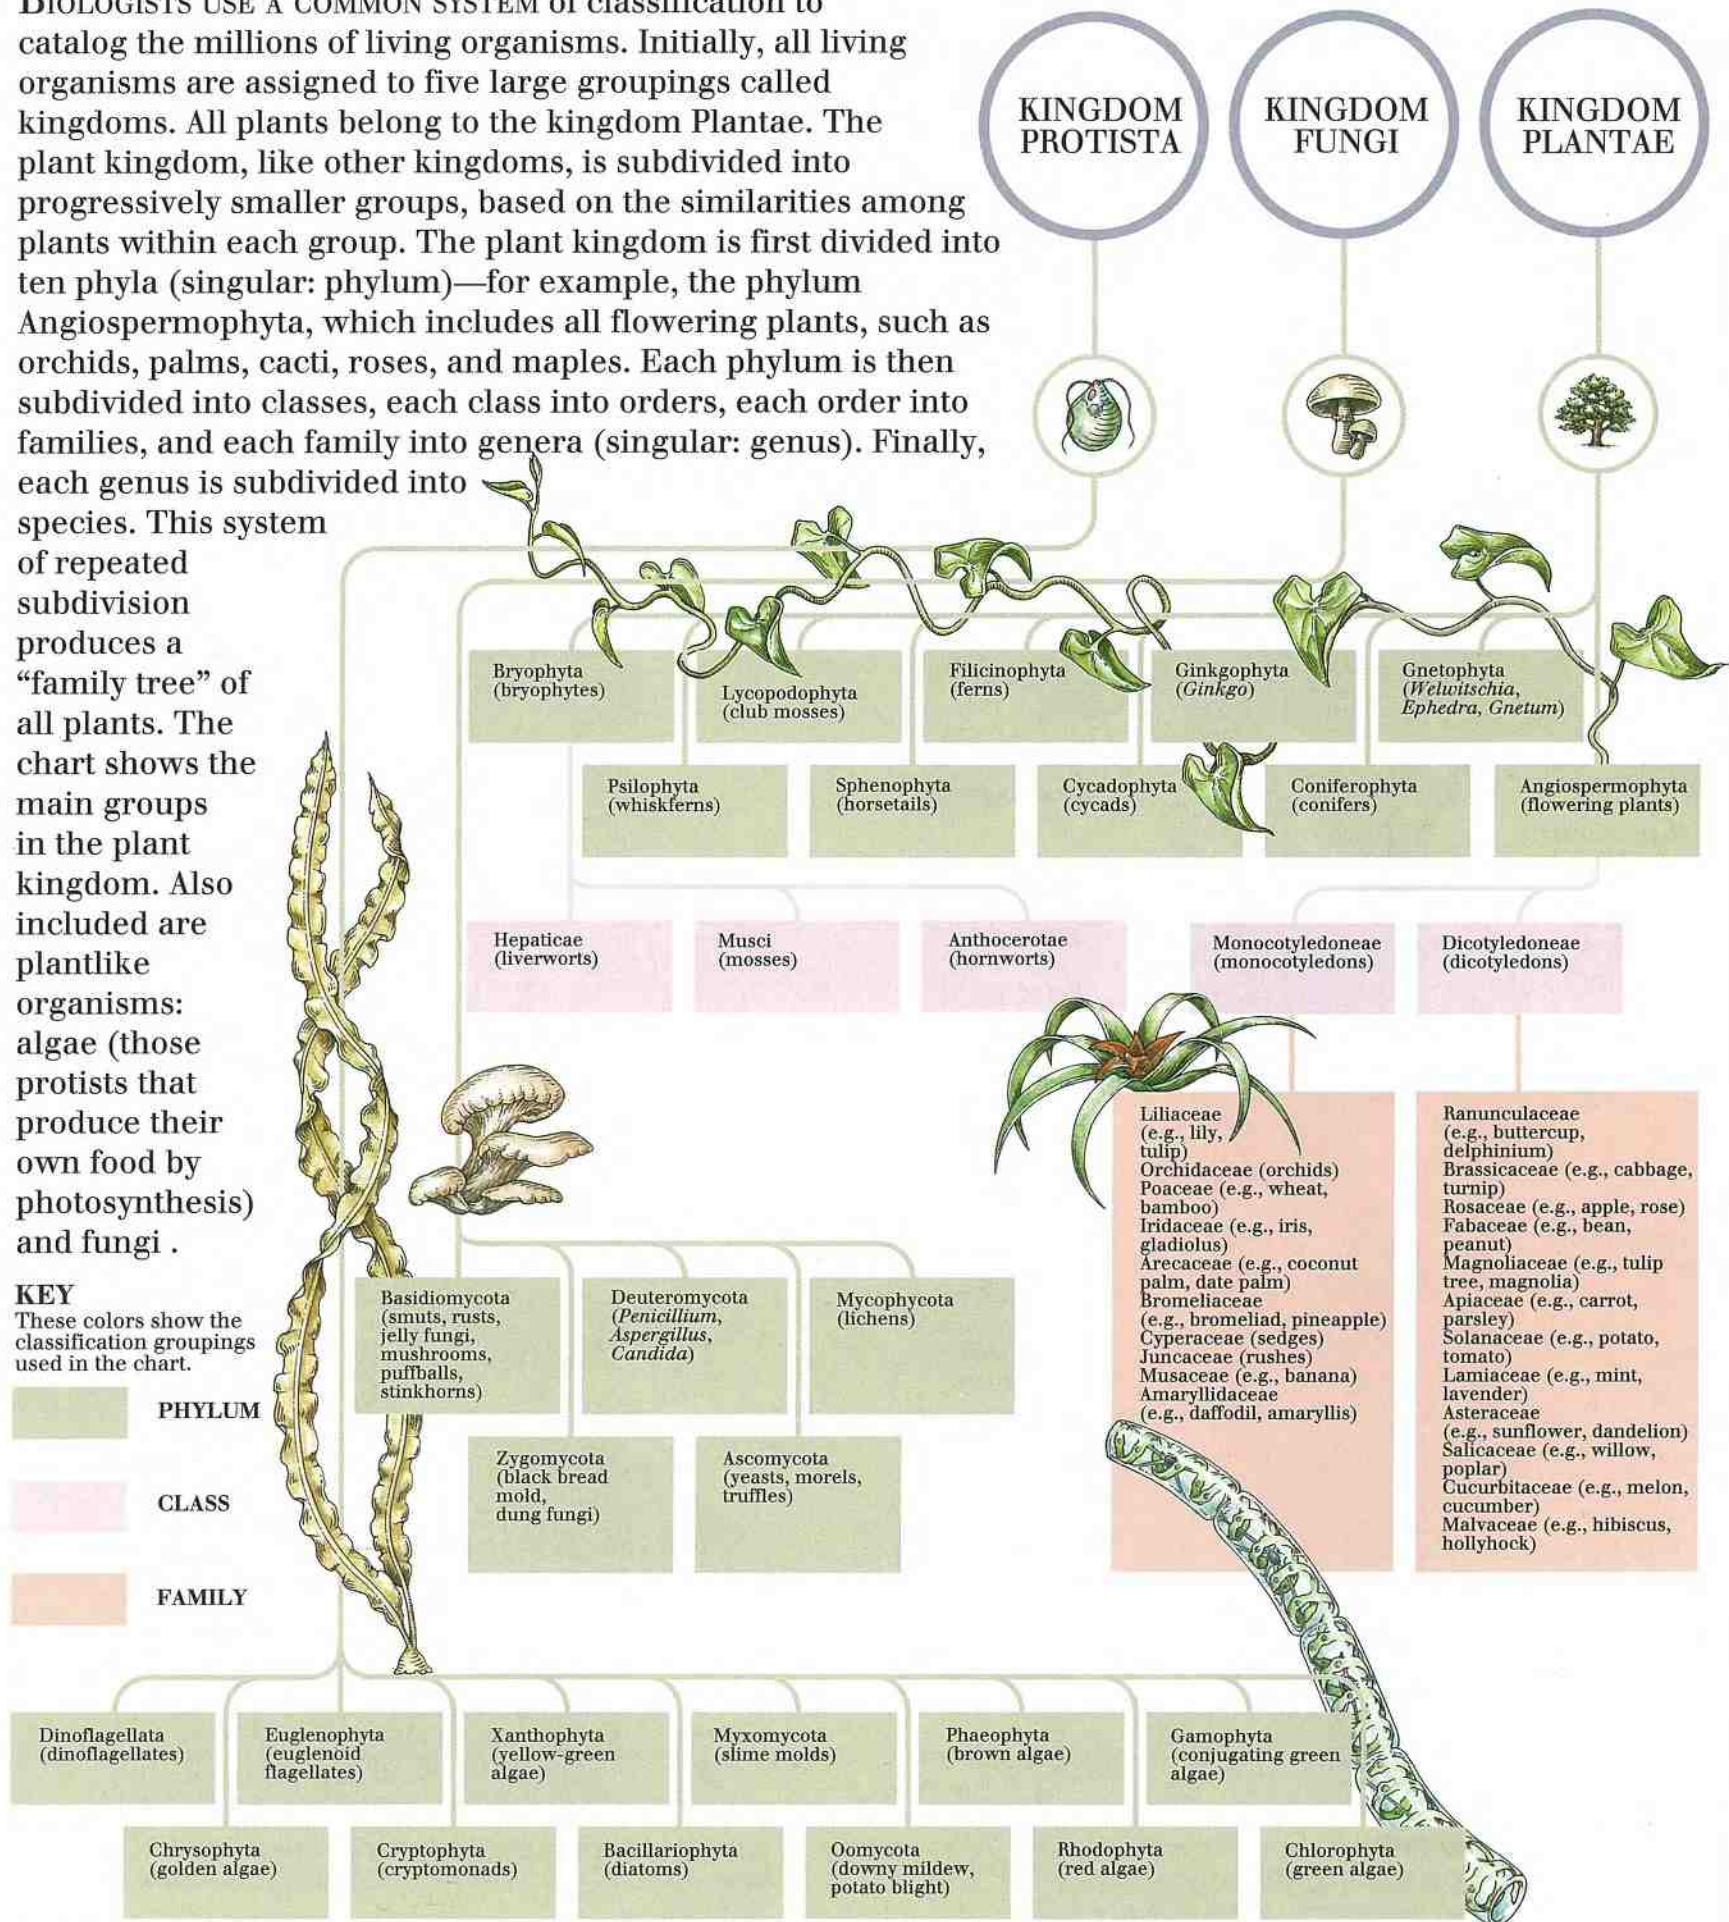 BIOLOGISTS USE A COMMON SYSTEM of classification to
catalog the millions of living organisms. Initially, all living
organisms are assigned to five large groupings called
kingdoms. All plants belong to the kingdom Plantae. The
plant kingdom, like other kingdoms, is subdivided into
progressively smaller groups, based on the similarities among
plants within each group. The plant kingdom is first divided into
ten phyla (singular: phylum)—for example, the phylum
Angiospermophyta, which includes all flowering plants, such as
orchids, palms, cacti, roses, and maples. Each phylum is then
subdivided into classes, each class into orders, each order into
families, and each family into genera (singular: genus). Finally,
each genus is subdivided into
species. This system
of repeated
subdivision
produces a
“family tree” of
all plants. The
chart shows the
main groups
in the plant
kingdom. Also
included are
plantlike
organisms:
algae (those
protists that
produce their
own food by
photosynthesis)
and fungi .
KINGDOM
PROTISTA
KINGDOM
FUNGI
KINGDOM
PLANTAE
Bryophyta
(bryophytes)
Lycopodophyta
(club mosses)
Filicinophyta
(ferns)
Ginkgophyta
(Ginkgo)
Gnetophyta
(Welwitschia,
Ephedra, Gnetum)
Psilophyta
(whiskferns)
Sphenophyta
(horsetails)
Cycadophyta
(cycads)
Coniferophyta
(conifers)
Angiospermophyta
(flowering plants)
Hepaticae
(liverworts)
Musci
(mosses)
Anthocerotae
(hornworts)
Monocotyledoneae
(monocotyledons)
Dicotyledoneae
(dicotyledons)
Liliaceae
(e.g., lily,
tulip)
Orchidaceae (orchids)
Poaceae (e.g., wheat,
bamboo)
Iridaceae (e.g., iris,
gladiolus)
Arecaceae (e.g., coconut
palm, date palm)
Bromeliaceae
(e.g., bromeliad, pineapple)
Cyperaceae (sedges)
Juncaceae (rushes)
Musaceae (e.g., banana)
Amaryllidaceae
(e.g., daffodil, amaryllis)
Ranunculaceae
(e.g., buttercup,
delphinium)
Brassicaceae (e.g., cabbage,
turnip)
Rosaceae (e.g., apple, rose)
Fabaceae (e.g., bean,
peanut)
Magnoliaceae (e.g., tulip
tree, magnolia)
Apiaceae (e.g., carrot,
parsley)
Solanaceae (e.g., potato,
tomato)
Lamiaceae (e.g., mint,
lavender)
Asteraceae
(e.g., sunflower, dandelion)
Salicaceae (e.g., willow,
poplar)
Cucurbitaceae (e.g., melon,
cucumber)
Malvaceae (e.g., hibiscus,
hollyhock)
KEY
These colors show the
classification groupings
used in the chart.
PHYLUM
CLASS
FAMILY
Basidiomycota
(smuts, rusts,
jelly fungi,
mushrooms,
puffballs,
stinkhorns)
Deuteromycota
(Penicillium,
Aspergillus,
Candida)
Mycophycota
(lichens)
Zygomycota
(black bread
mold,
dung fungi)
Ascomycota
(yeasts, morels,
truffles)
Dinoflagellata
(dinoflagellates)
Euglenophyta
(euglenoid
flagellates)
Xanthophyta
(yellow-green
algae)
Myxomycota
(slime molds)
Phaeophyta
(brown algae)
Gamophyta
(conjugating green
algae)
Chrysophyta
(golden algae)
Cryptophyta
(cryptomonads)
Bacillariophyta
(diatoms)
Oomycota
(downy mildew,
potato blight)
Rhodophyta
(red algae)
Chlorophyta
(green algae)